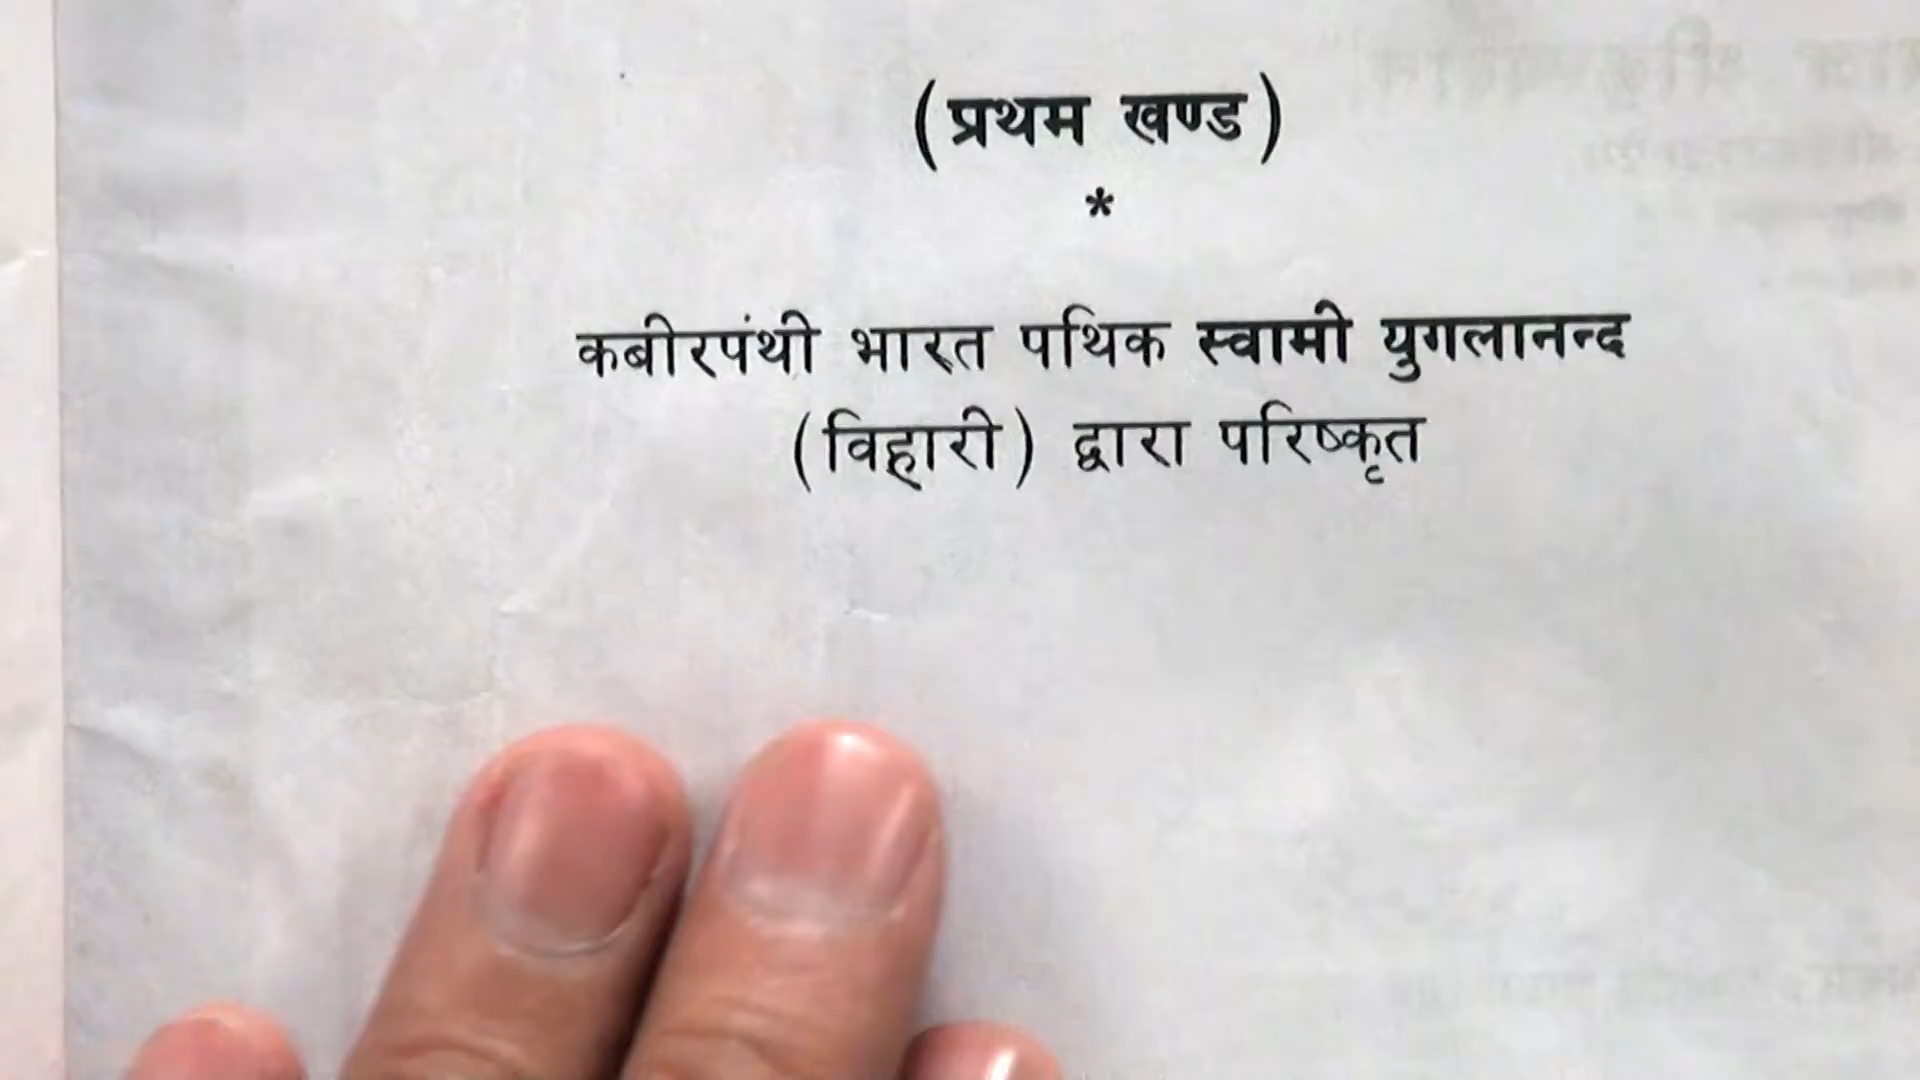 (प्रथम खण्ड)
*
कबीरपंथी भारत पथिक स्वामी युगलानन्द
(विहारी) द्वारा परिष्कृत